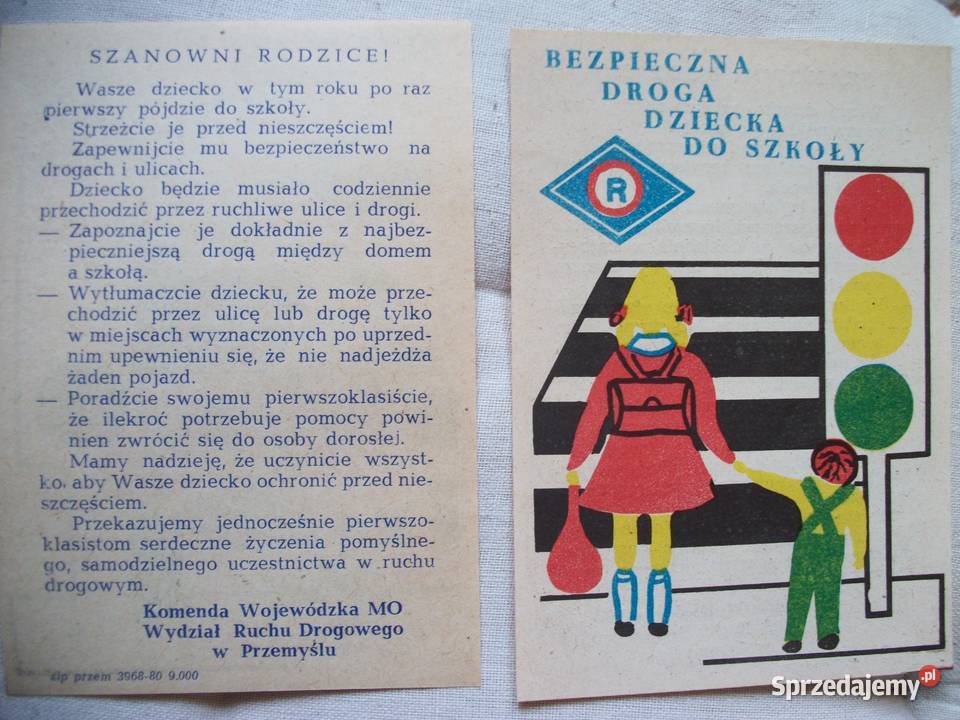 SZANOWNI RODZICE!
Wasze dziecko w tym roku po raz
pierwszy pójdzie do szkoły.
Strzeżcie je przed nieszczęściem!
Zapewnijcie mu bezpieczeństwo na
drogach i ulicach.
Dziecko będzie musiało codziennie
przechodzić przez ruchliwe ulice i drogi.
— Zapoznajcie je dokładnie z najbez-
pieczniejszą drogą między domem
a szkołą.
— Wytłumaczcie dziecku, że może prze-
chodzić przez ulicę lub drogę tylko
w miejscach wyznaczonych po uprzed-
nim upewnieniu się, że nie nadjeżdża
żaden pojazd.
— Poradźcie swojemu pierwszoklasiście,
że ilekroć potrzebuje pomocy powi-
nien zwrócić się do osoby dorosłej.
Mamy nadzieję, że uczynicie wszyst-
ko, aby Wasze dziecko ochronić przed nie-
szczęściem.
Przekazujemy jednocześnie pierwszo-
klasistom serdeczne życzenia pomyślne-
go, samodzielnego uczestnictwa w ruchu
drogowym.
Komenda Wojewódzka MO
Wydział Ruchu Drogowego
w Przemyślu
zlp przem 3968-80 9.000
BEZPIECZNA
DROGA
DZIECKA
DO SZKOŁY
R
Sprzedajemy.pl